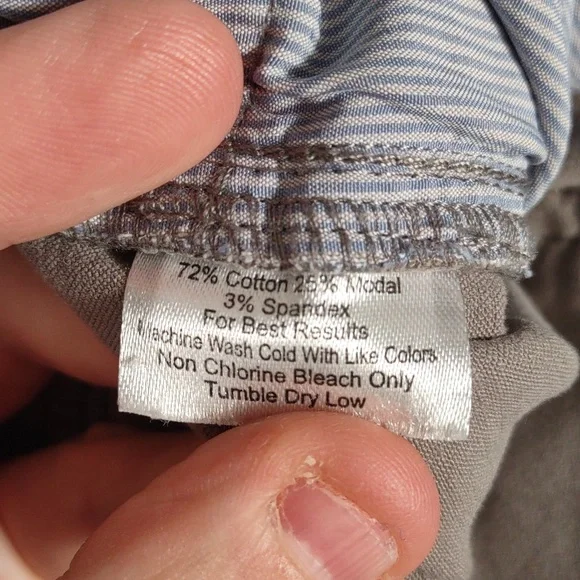 72% Cotton 25% Modal
3% Spandex
For Best Results
Machine Wash Cold With Like Colors
Non Chlorine Bleach Only
Tumble Dry Low